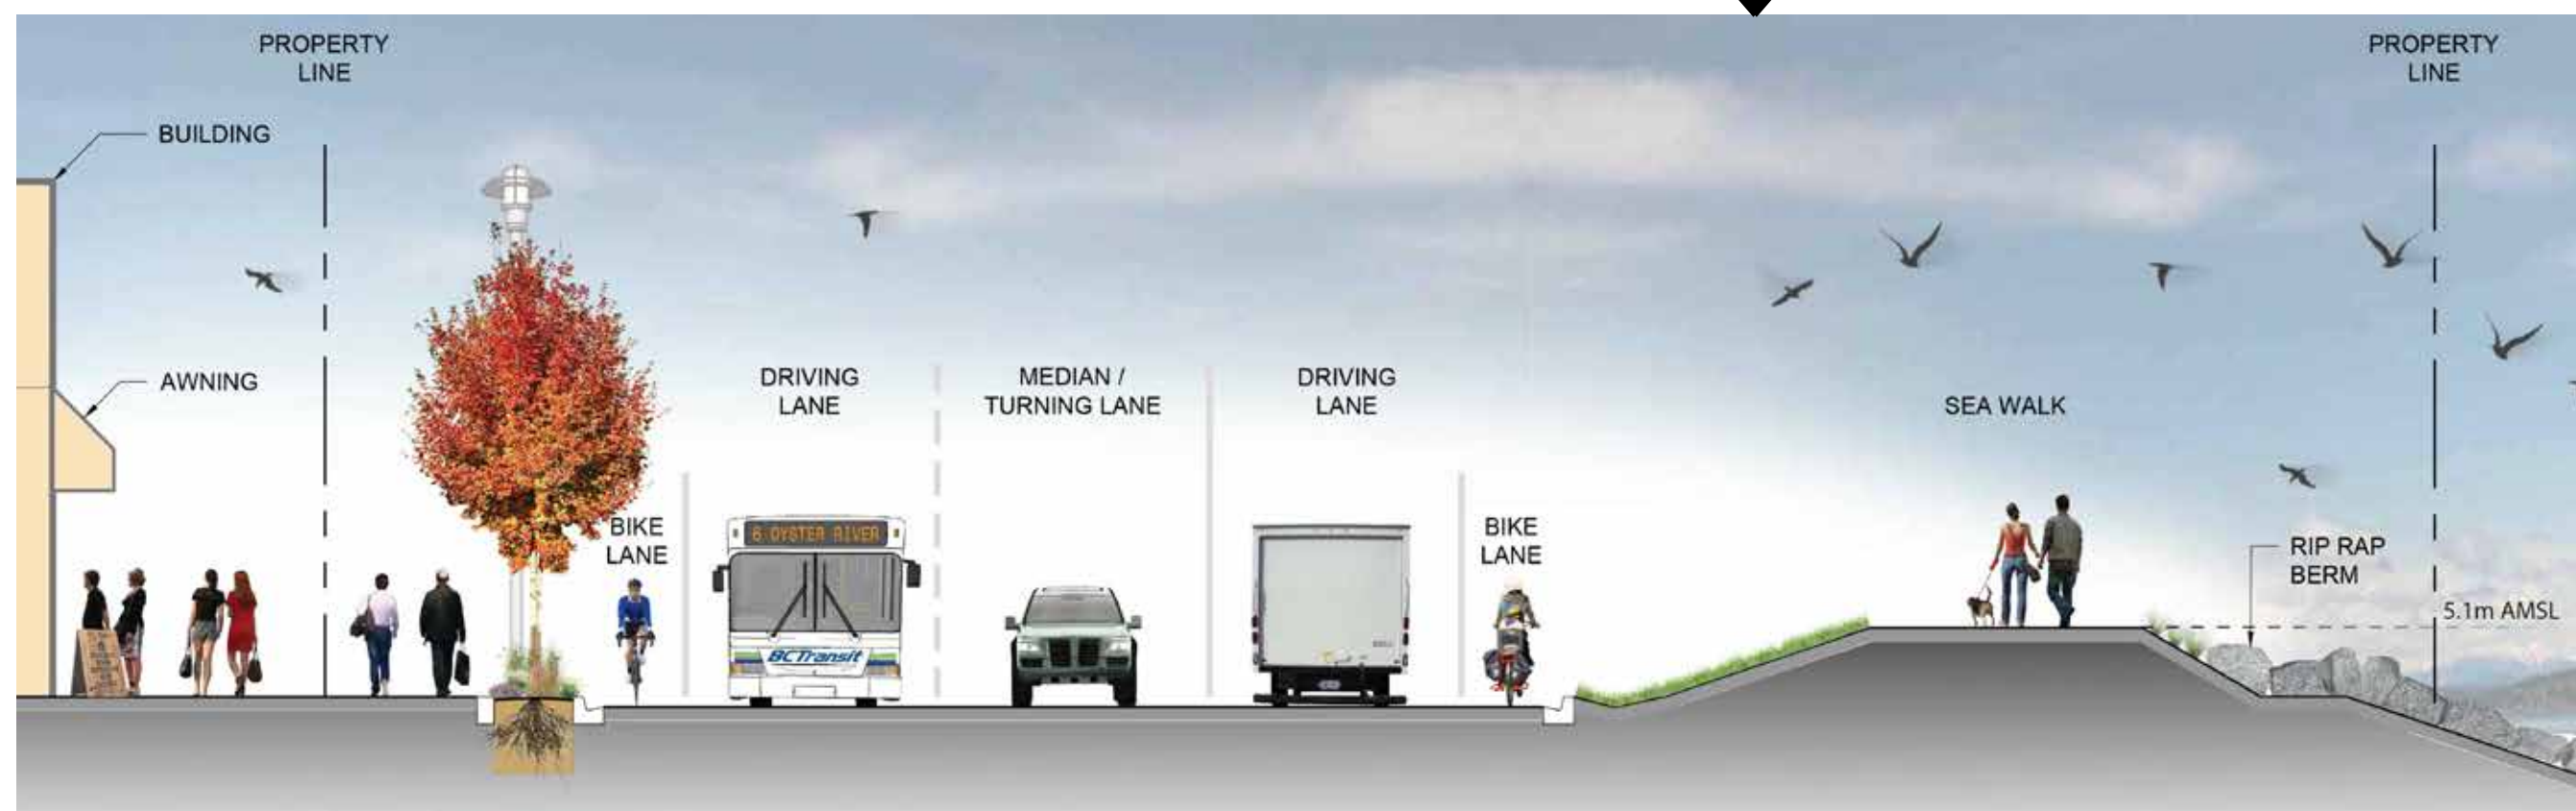 PROPERTY
LINE
PROPERTY
LINE
BUILDING
AWNING
DRIVING
LANE
MEDIAN /
TURNING LANE
DRIVING
LANE
SEA WALK
BIKE
LANE
6 OYSTER RIVER
BIKE
LANE
RIP RAP
BERM
5.1m AMSL
BCTransit